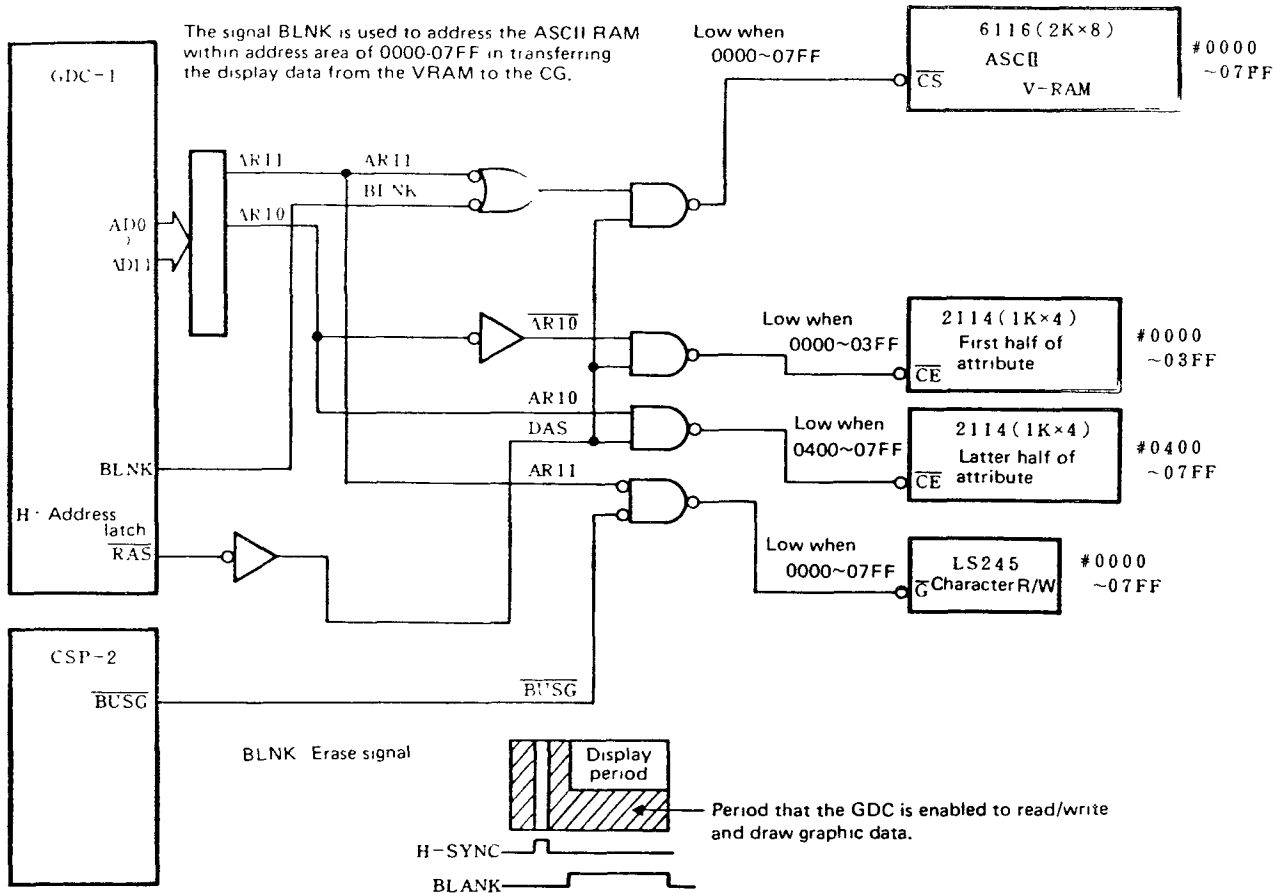 The signal BLNK is used to address the ASCII RAM
within address area of 0000-07FF in transferring
the display data from the VRAM to the CG.
GDC-1
AR11
AR11
BLNK
AR10
AD0
AD11
Low when
0000~07FF
6116(2K×8)
ASCII
V-RAM
CS
#0000
~07FF
AR10
Low when
0000~03FF
2114(1K×4)
First half of
attribute
CE
#0000
~03FF
AR10
DAS
Low when
0400~07FF
2114(1K×4)
Latter half of
attribute
CE
#0400
~07FF
BLNK
AR11
H· Address
latch
RAS
Low when
0000~07FF
LS245
G Character R/W
#0000
~07FF
CSP-2
BUSG
BUSG
BLNK Erase signal
Display
period
Period that the GDC is enabled to read/write
and draw graphic data.
H-SYNC
BLANK